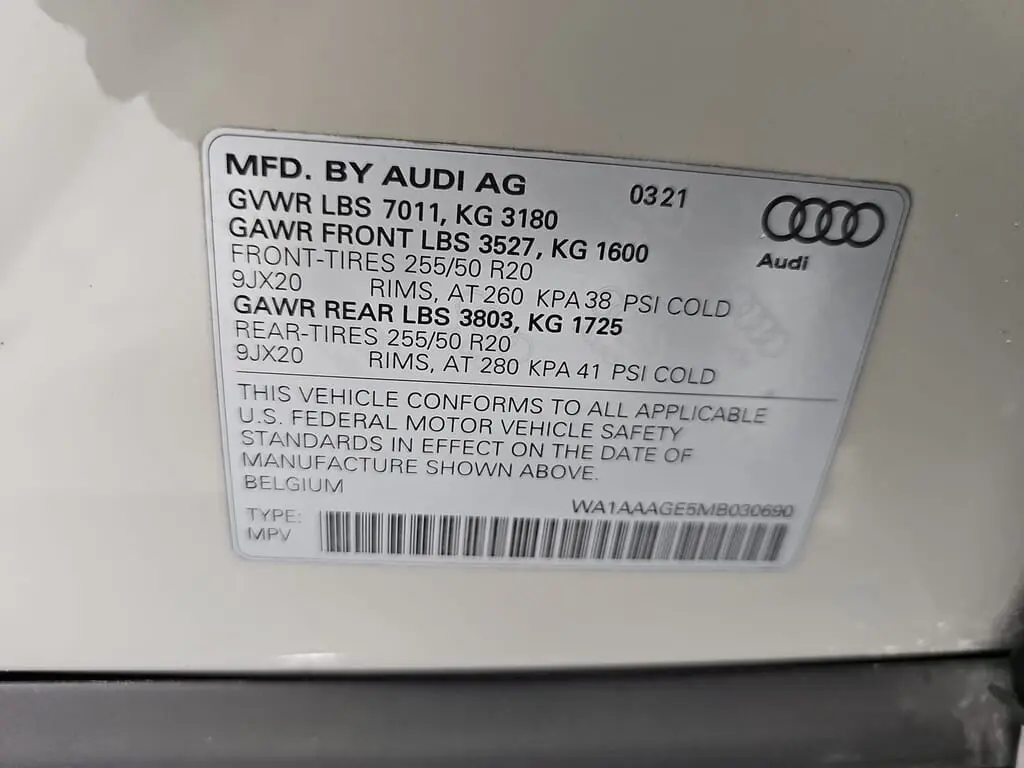 MFD. BY AUDI AG 0321
GVWR LBS 7011, KG 3180
GAWR FRONT LBS 3527, KG 1600
Audi
FRONT-TIRES 255/50 R20
9JX20 RIMS, AT 260 KPA 38 PSI COLD
GAWR REAR LBS 3803, KG 1725
REAR-TIRES 255/50 R20
9JX20 RIMS, AT 280 KPA 41 PSI COLD
THIS VEHICLE CONFORMS TO ALL APPLICABLE
U.S. FEDERAL MOTOR VEHICLE SAFETY
STANDARDS IN EFFECT ON THE DATE OF
MANUFACTURE SHOWN ABOVE.
BELGIUM
WA1AAAGE5MB030690
TYPE:
MPV